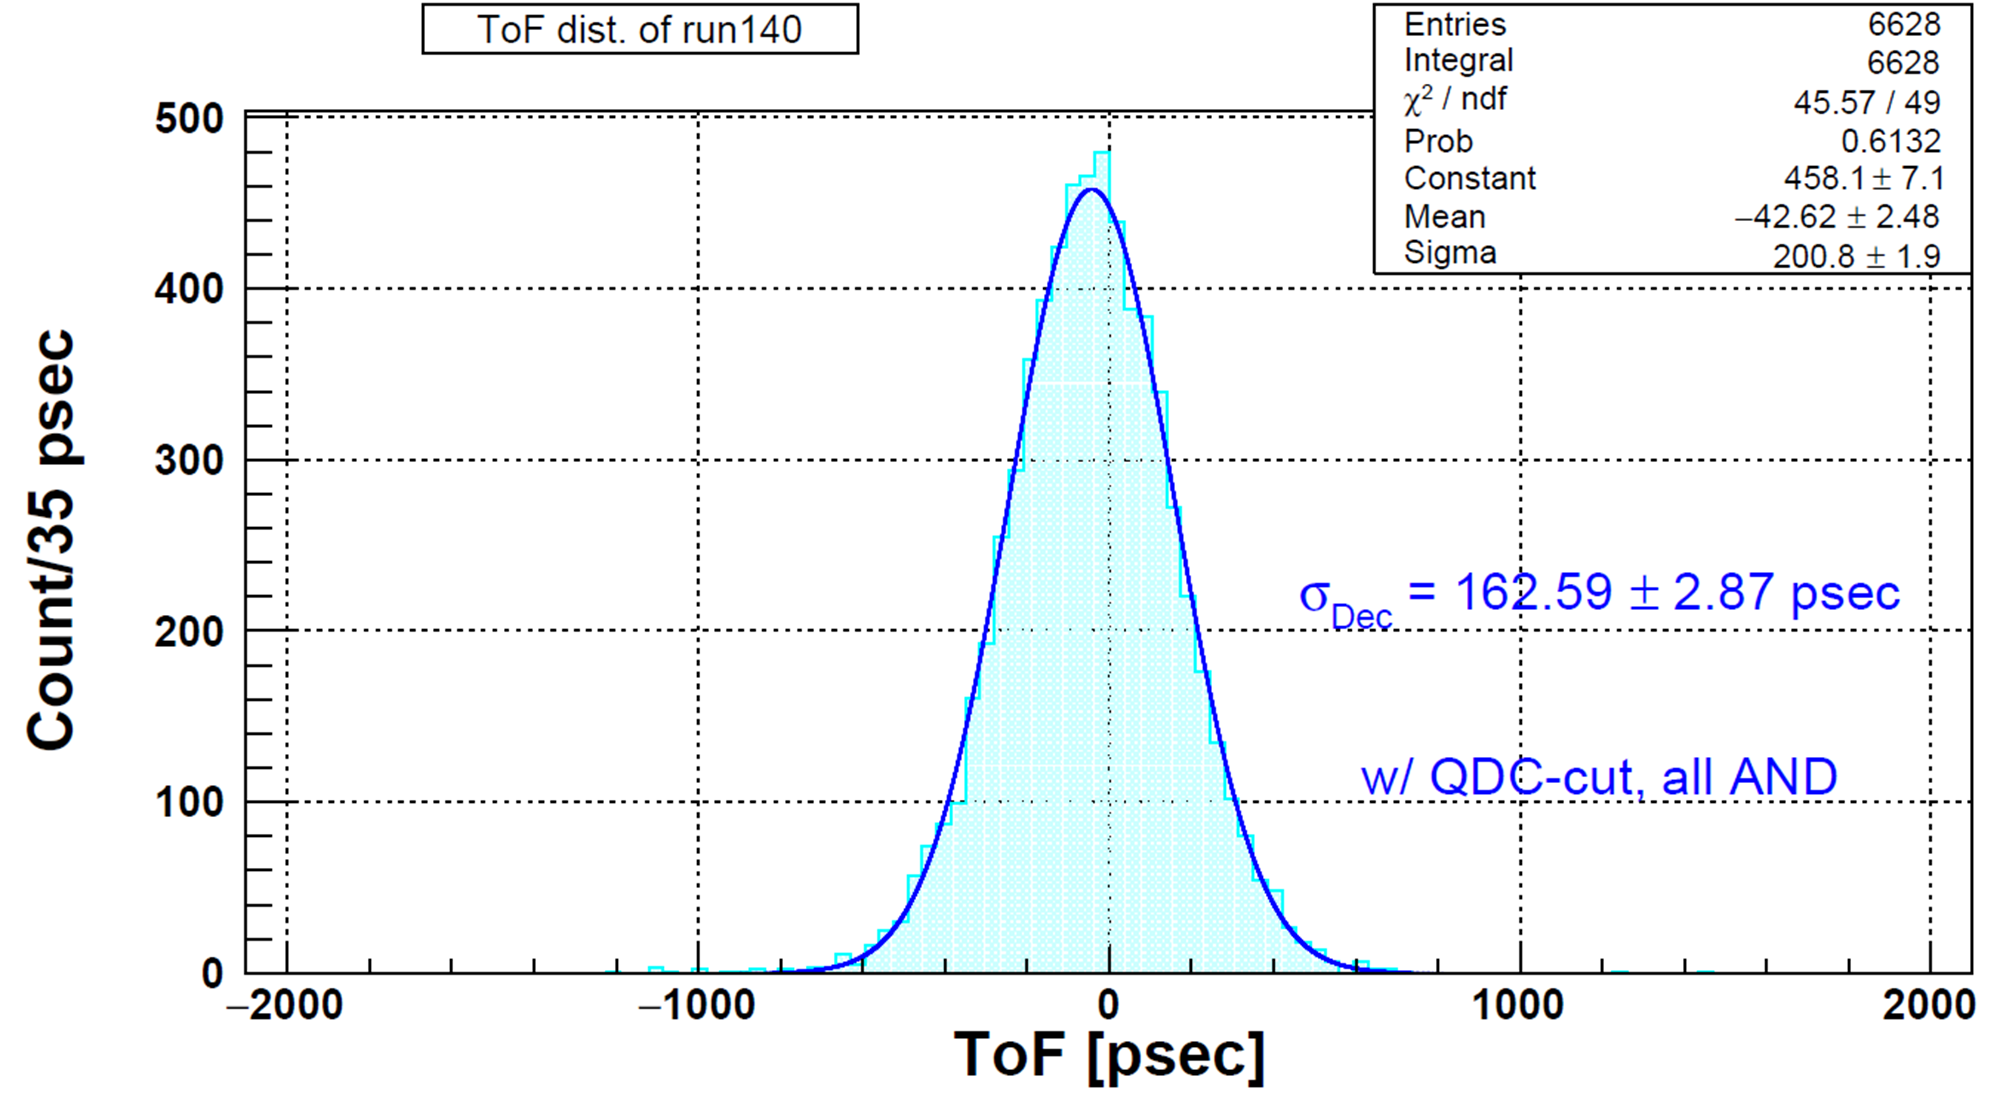 ToF dist. of run140
Entries 6628
Integral 6628
χ² / ndf 45.57 / 49
Prob 0.6132
Constant 458.1 ± 7.1
Mean −42.62 ± 2.48
Sigma 200.8 ± 1.9
500
400
300
200
100
0
Count/35 psec
σDec = 162.59 ± 2.87 psec
w/ QDC-cut, all AND
−2000 −1000 0 1000 2000
ToF [psec]